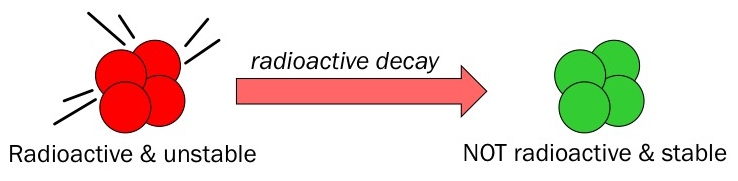 radioactive decay
Radioactive & unstable
NOT radioactive & stable